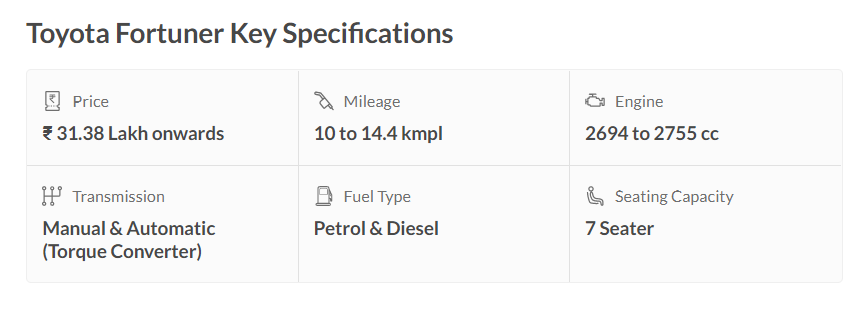 Toyota Fortuner Key Specifications
Price
₹ 31.38 Lakh onwards
Mileage
10 to 14.4 kmpl
Engine
2694 to 2755 cc
Transmission
Manual & Automatic
(Torque Converter)
Fuel Type
Petrol & Diesel
Seating Capacity
7 Seater